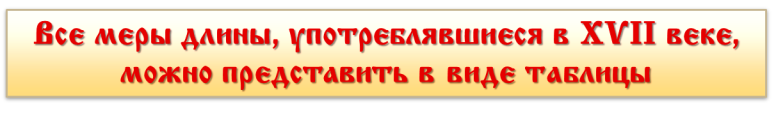 Все меры длины, употреблявшиеся в XVII веке,
можно представить в виде таблицы